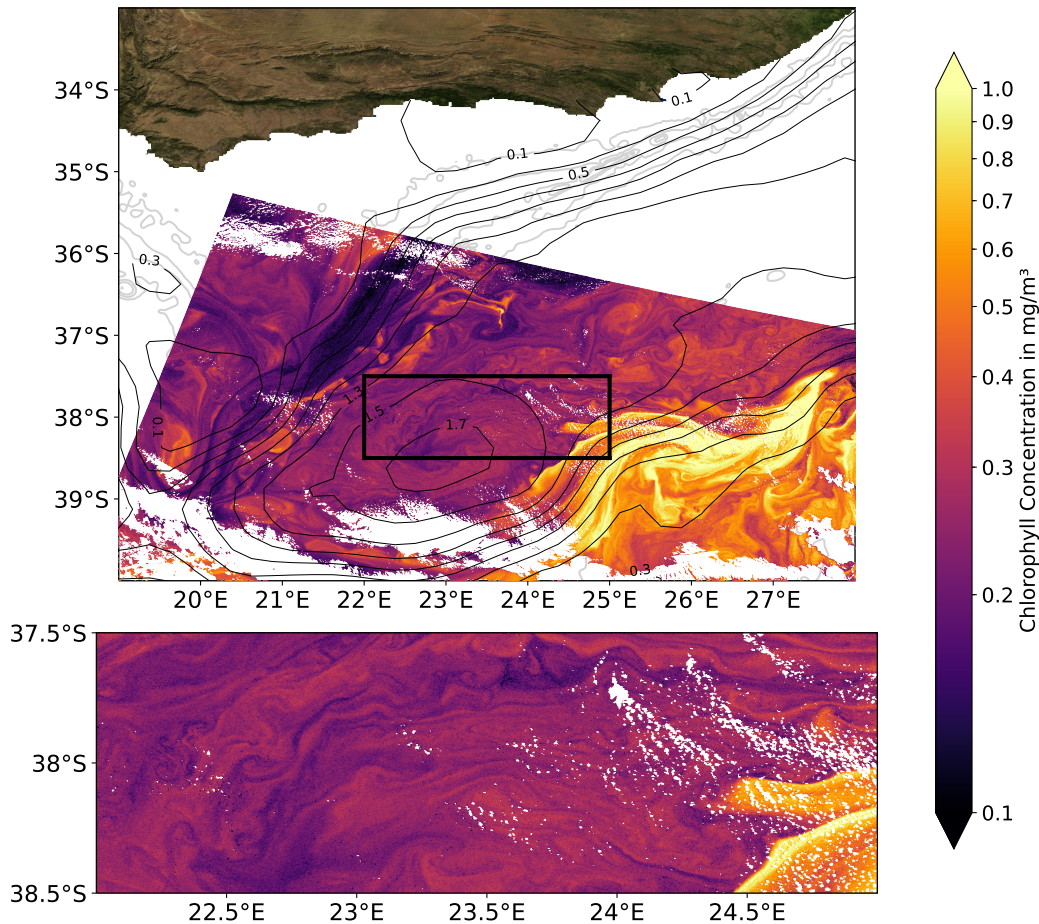 34°S
35°S
36°S
37°S
38°S
39°S
0.1
0.1
0.5
0.3
1.3
1.5
1.7
0.1
0.3
20°E 21°E 22°E 23°E 24°E 25°E 26°E 27°E
37.5°S
38°S
38.5°S
22.5°E 23°E 23.5°E 24°E 24.5°E
1.0
0.9
0.8
0.7
0.6
0.5
0.4
0.3
0.2
0.1
Chlorophyll Concentration in mg/m³